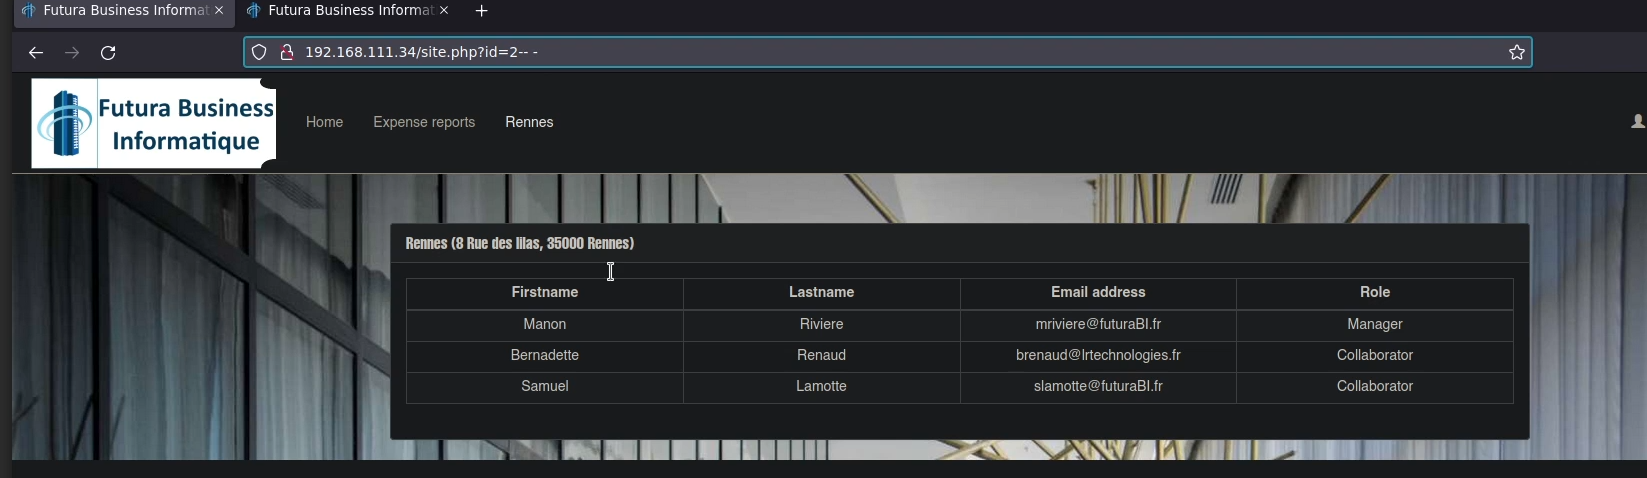 Futura Business Informat
Futura Business Informat
192.168.111.34/site.php?id=2-- -
Futura Business
Informatique
Home
Expense reports
Rennes
Rennes (8 Rue des lilas, 35000 Rennes)
Firstname Lastname Email address Role
Manon Riviere mriviere@futuraBI.fr Manager
Bernadette Renaud brenaud@lrtechnologies.fr Collaborator
Samuel Lamotte slamotte@futuraBI.fr Collaborator